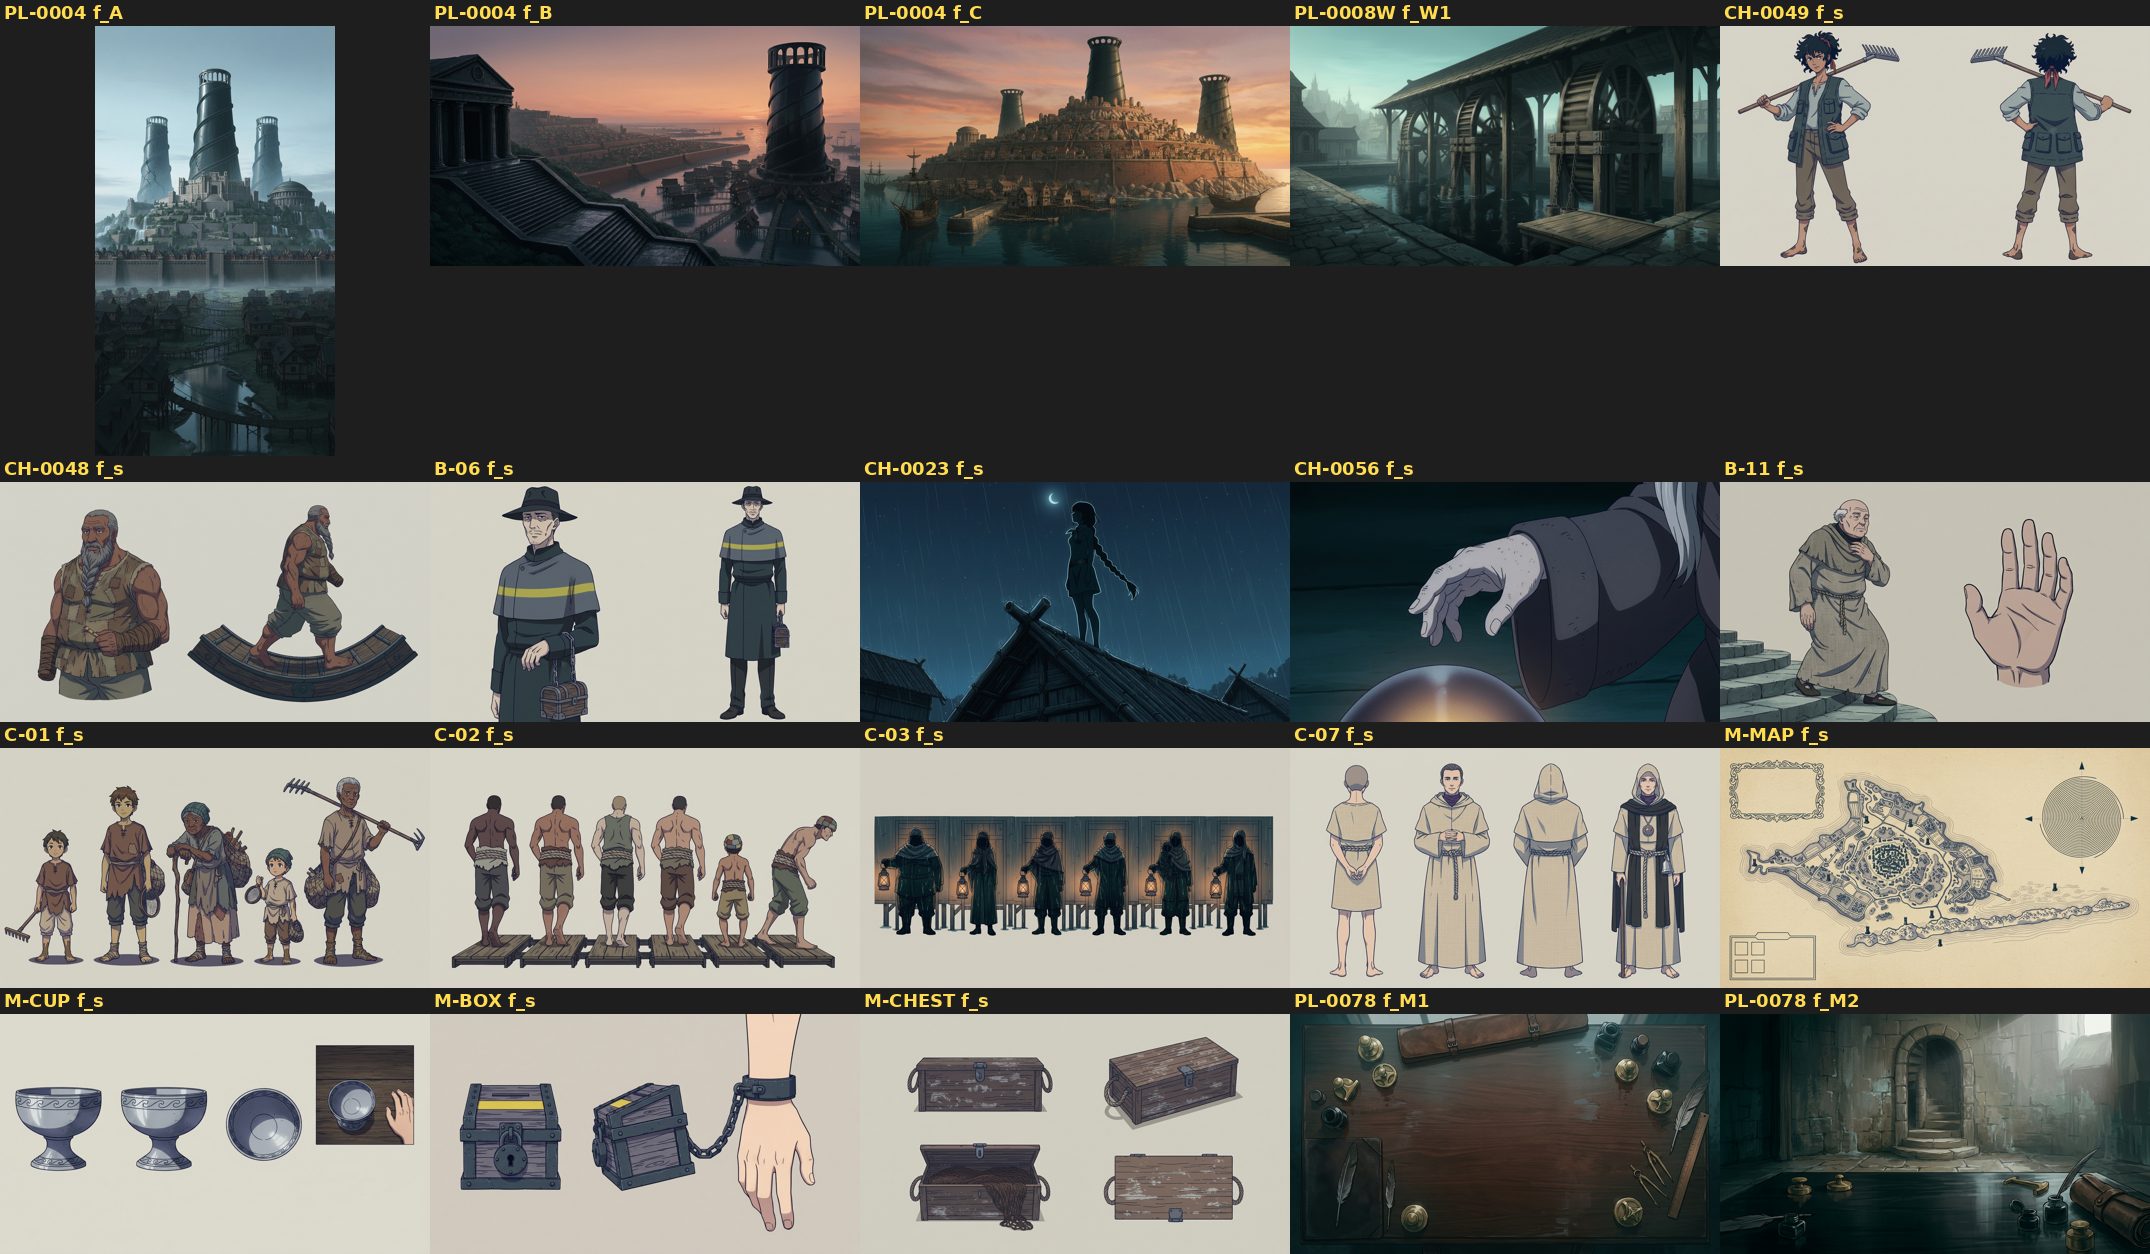 PL-0004 f_A
PL-0004 f_B
PL-0004 f_C
PL-0008W f_W1
CH-0049 f_s
CH-0048 f_s
B-06 f_s
CH-0023 f_s
CH-0056 f_s
B-11 f_s
C-01 f_s
C-02 f_s
C-03 f_s
C-07 f_s
M-MAP f_s
M-CUP f_s
M-BOX f_s
M-CHEST f_s
PL-0078 f_M1
PL-0078 f_M2